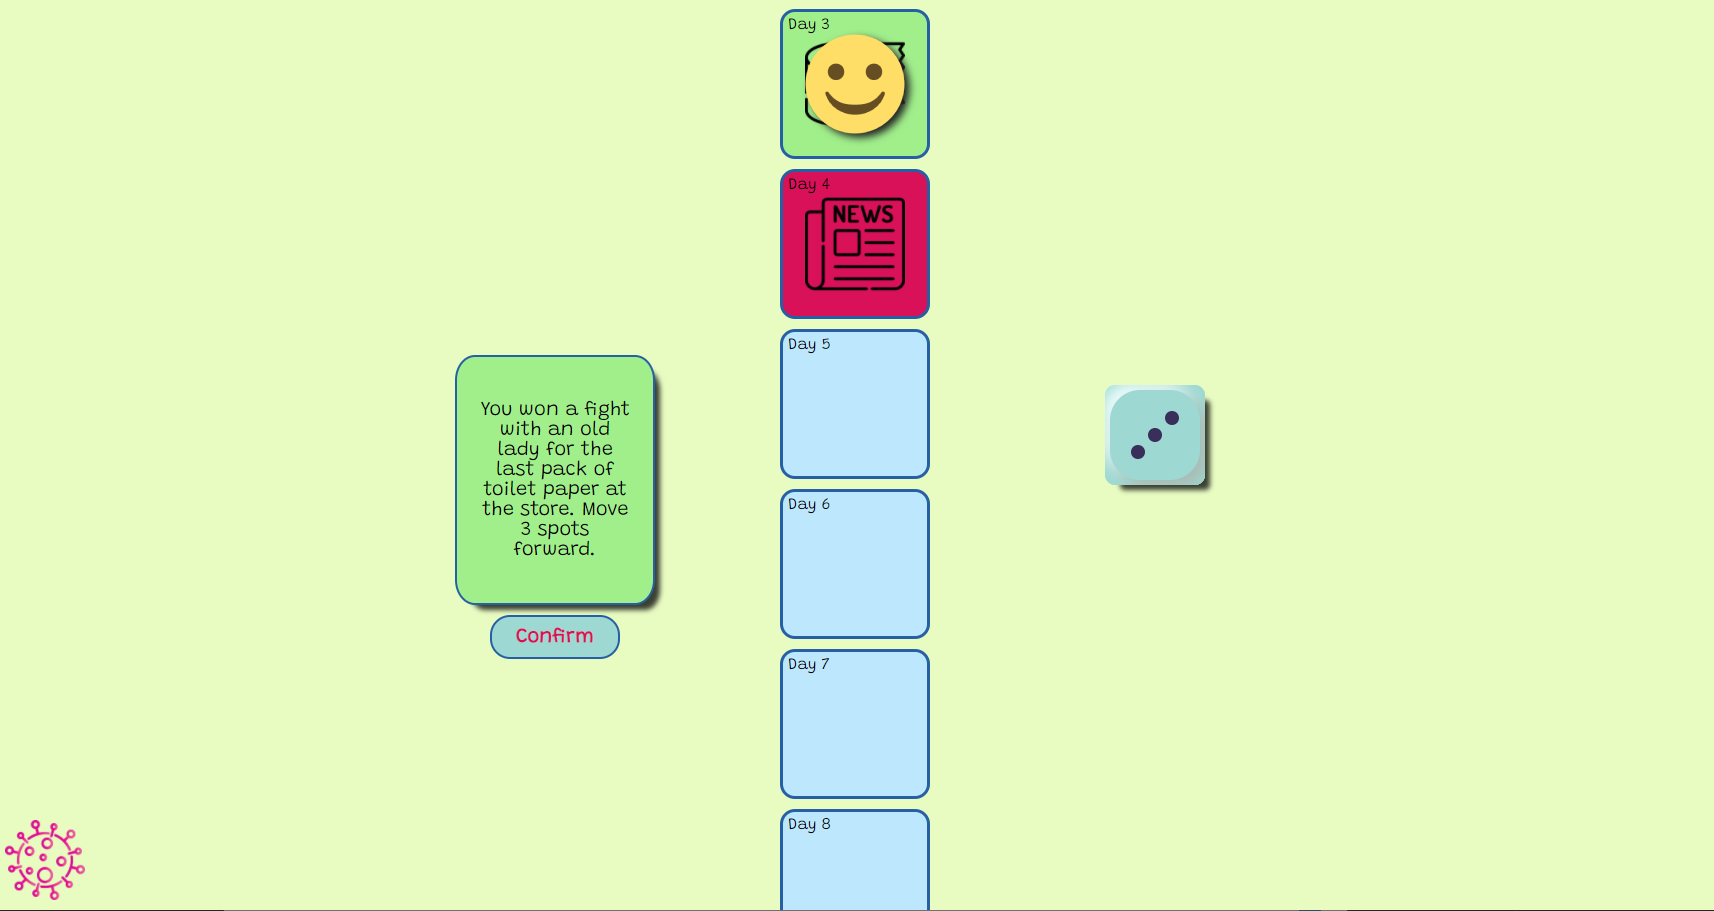 Day 3
Day 4
NEWS
Day 5
You won a fight
with an old
lady for the
last pack of
toilet paper at
the store. Move
3 spots
forward.
Confirm
Day 6
Day 7
Day 8